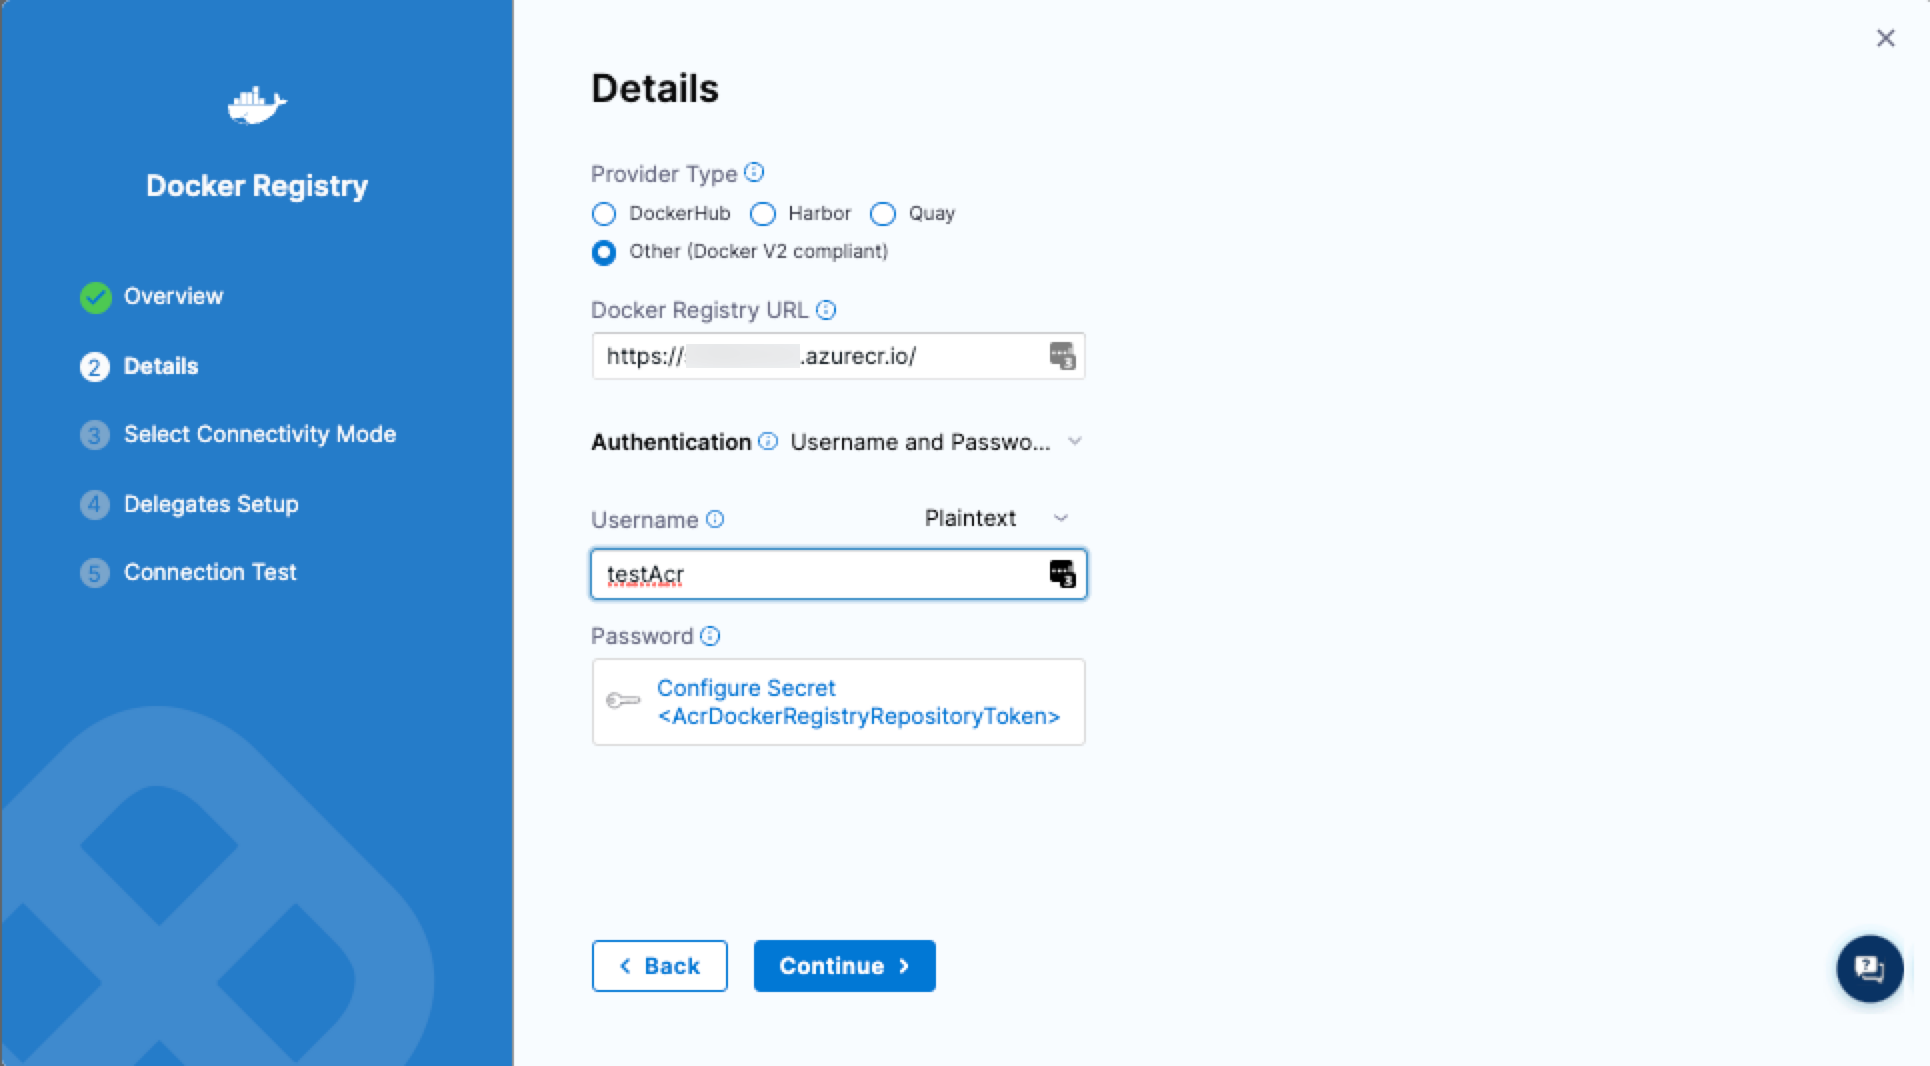 Docker Registry
Overview
2 Details
3 Select Connectivity Mode
4 Delegates Setup
5 Connection Test
Details
Provider Type
DockerHub Harbor Quay
Other (Docker V2 compliant)
Docker Registry URL
https:// .azurecr.io/
3
Authentication Username and Passwo...
Username Plaintext
testAcr
3
Password
Configure Secret
<AcrDockerRegistryRepositoryToken>
Back Continue
?